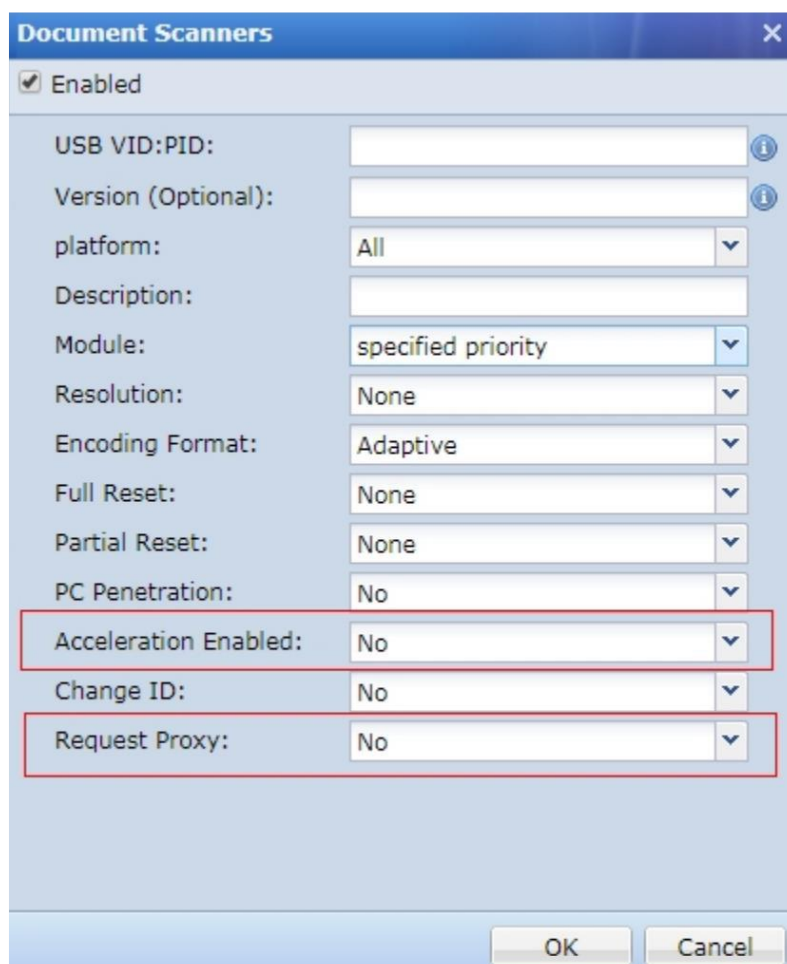 Document Scanners
Enabled
USB VID:PID:
Version (Optional):
platform: All
Description:
Module: specified priority
Resolution: None
Encoding Format: Adaptive
Full Reset: None
Partial Reset: None
PC Penetration: No
Acceleration Enabled: No
Change ID: No
Request Proxy: No
OK Cancel